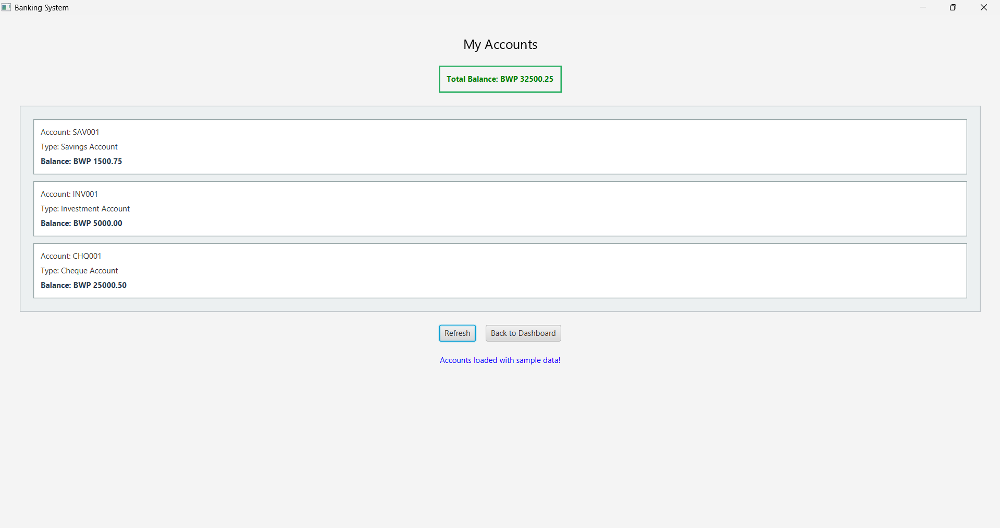 Banking System
My Accounts
Total Balance: BWP 32500.25
Account: SAV001
Type: Savings Account
Balance: BWP 1500.75
Account: INV001
Type: Investment Account
Balance: BWP 5000.00
Account: CHQ001
Type: Cheque Account
Balance: BWP 25000.50
Refresh Back to Dashboard
Accounts loaded with sample data!